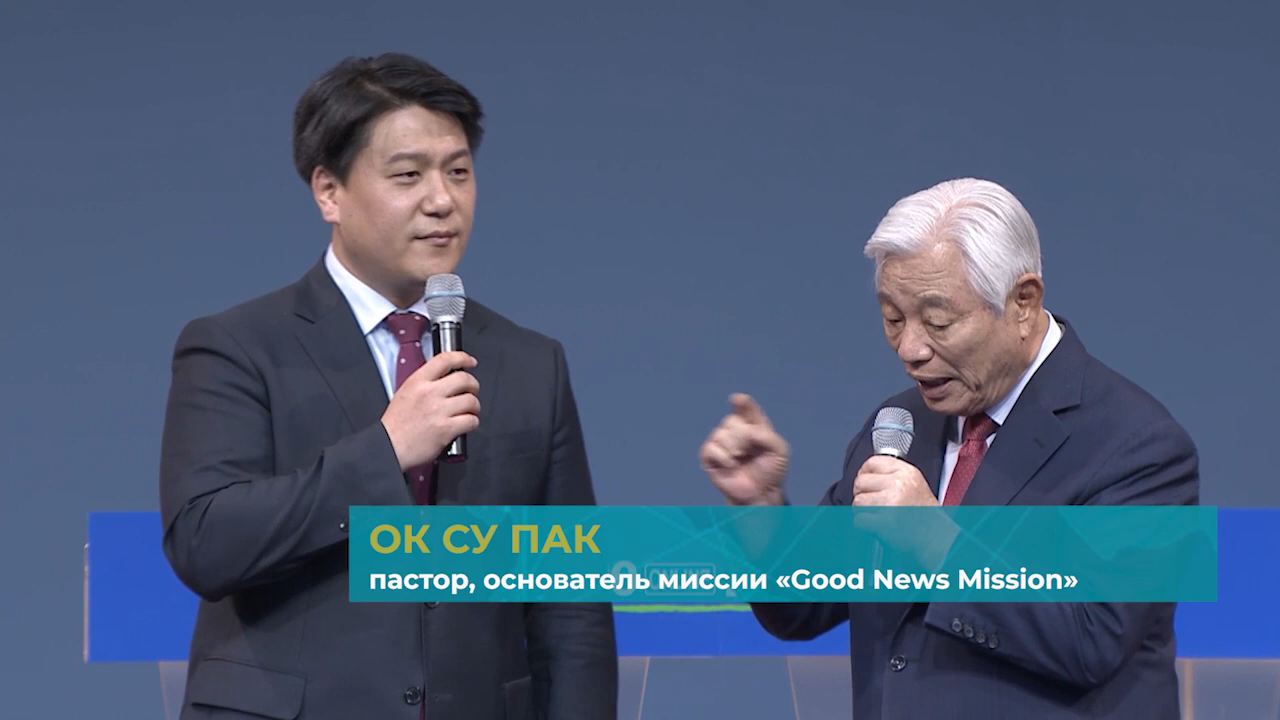 ОК СУ ПАК
пастор, основатель миссии «Good News Mission»